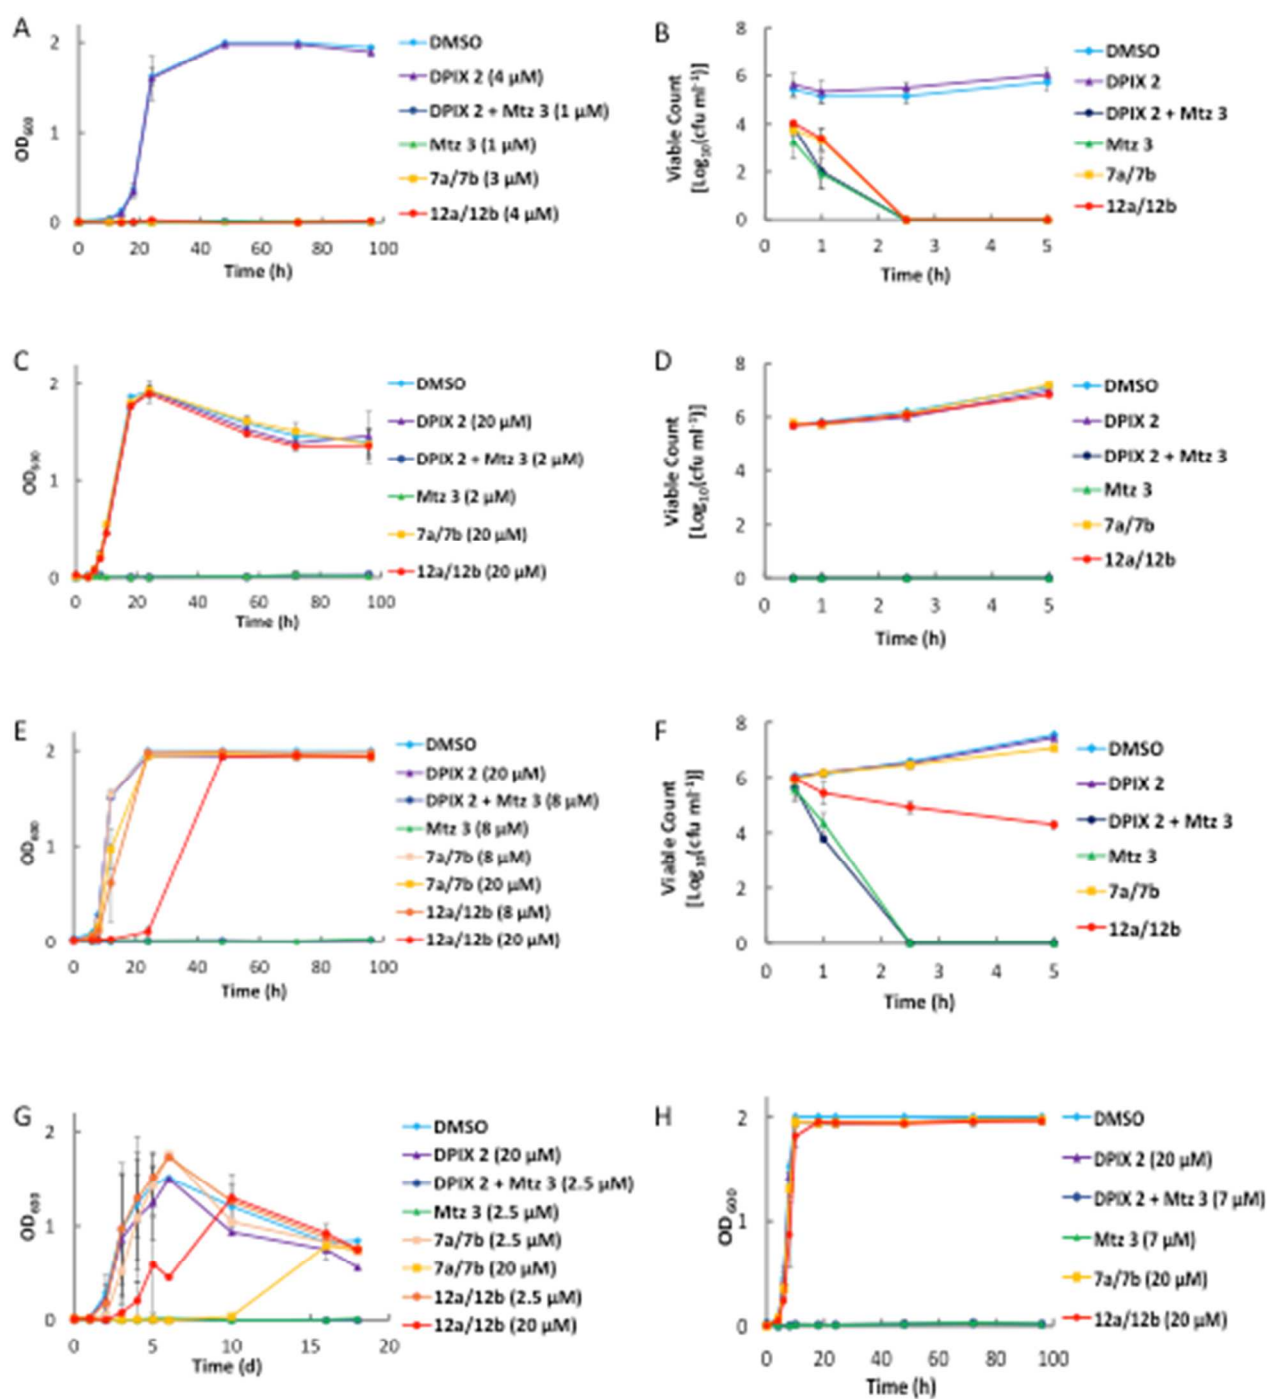 A
2
1
0
OD600
0 20 40 60 80 100
Time (h)
DMSO
DPIX 2 (4 µM)
DPIX 2 + Mtz 3 (1 µM)
Mtz 3 (1 µM)
7a/7b (3 µM)
12a/12b (4 µM)
B
8
6
4
2
0
Viable Count
[Log10(cfu ml-1)]
0 1 2 3 4 5
Time (h)
DMSO
DPIX 2
DPIX 2 + Mtz 3
Mtz 3
7a/7b
12a/12b
C
2
1
0
OD600
0 20 40 60 80 100
Time (h)
DMSO
DPIX 2 (20 µM)
DPIX 2 + Mtz 3 (2 µM)
Mtz 3 (2 µM)
7a/7b (20 µM)
12a/12b (20 µM)
D
8
6
4
2
0
Viable Count
[Log10(cfu ml-1)]
0 1 2 3 4 5
Time (h)
DMSO
DPIX 2
DPIX 2 + Mtz 3
Mtz 3
7a/7b
12a/12b
E
2
1
0
OD600
0 20 40 60 80 100
Time (h)
DMSO
DPIX 2 (20 µM)
DPIX 2 + Mtz 3 (8 µM)
Mtz 3 (8 µM)
7a/7b (8 µM)
7a/7b (20 µM)
12a/12b (8 µM)
12a/12b (20 µM)
F
8
6
4
2
0
Viable Count
[Log10(cfu ml-1)]
0 1 2 3 4 5
Time (h)
DMSO
DPIX 2
DPIX 2 + Mtz 3
Mtz 3
7a/7b
12a/12b
G
2
1
0
OD600
0 5 10 15 20
Time (d)
DMSO
DPIX 2 (20 µM)
DPIX 2 + Mtz 3 (2.5 µM)
Mtz 3 (2.5 µM)
7a/7b (2.5 µM)
7a/7b (20 µM)
12a/12b (2.5 µM)
12a/12b (20 µM)
H
2
1
0
OD600
0 20 40 60 80 100
Time (h)
DMSO
DPIX 2 (20 µM)
DPIX 2 + Mtz 3 (7 µM)
Mtz 3 (7 µM)
7a/7b (20 µM)
12a/12b (20 µM)